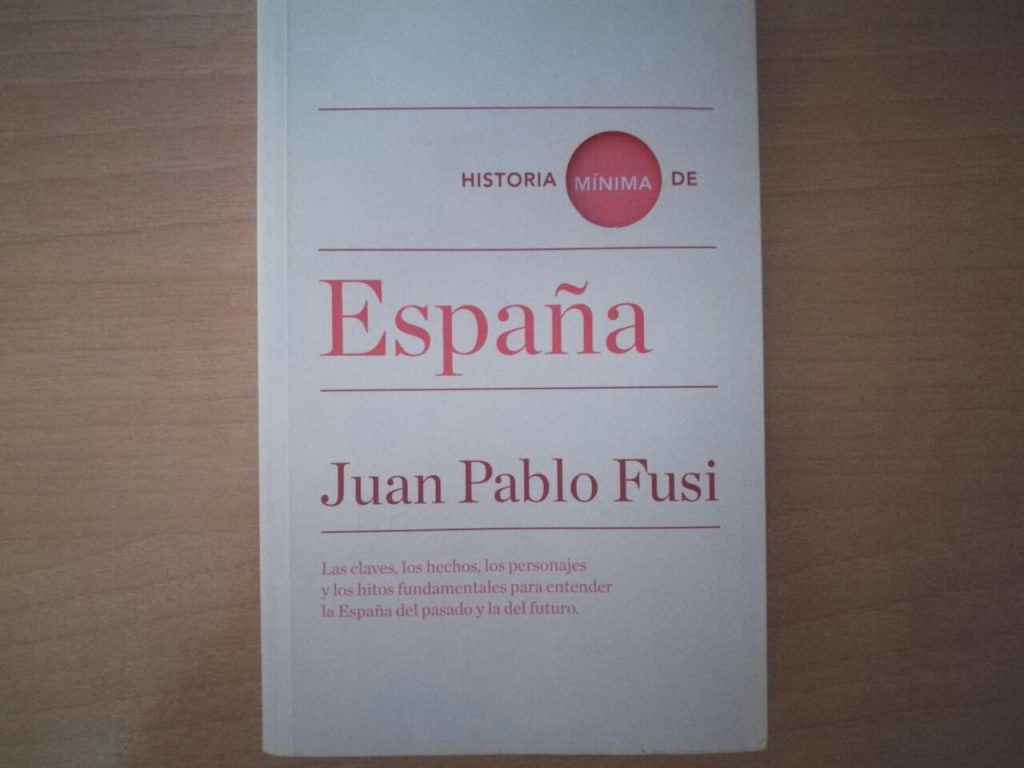 HISTORIA MÍNIMA DE
España
Juan Pablo Fusi
Las claves, los hechos, los personajes
y los hitos fundamentales para entender
la España del pasado y la del futuro.